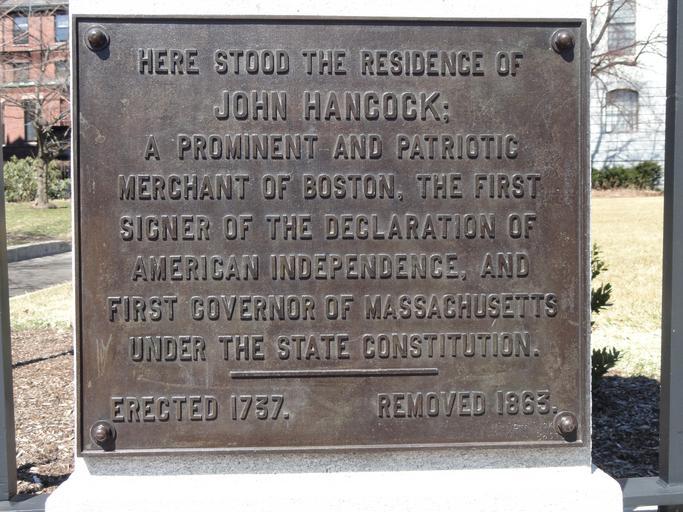 HERE STOOD THE RESIDENCE OF
JOHN HANCOCK;
A PROMINENT AND PATRIOTIC
MERCHANT OF BOSTON, THE FIRST
SIGNER OF THE DECLARATION OF
AMERICAN INDEPENDENCE, AND
FIRST GOVERNOR OF MASSACHUSETTS
UNDER THE STATE CONSTITUTION.
ERECTED 1737. REMOVED 1863.